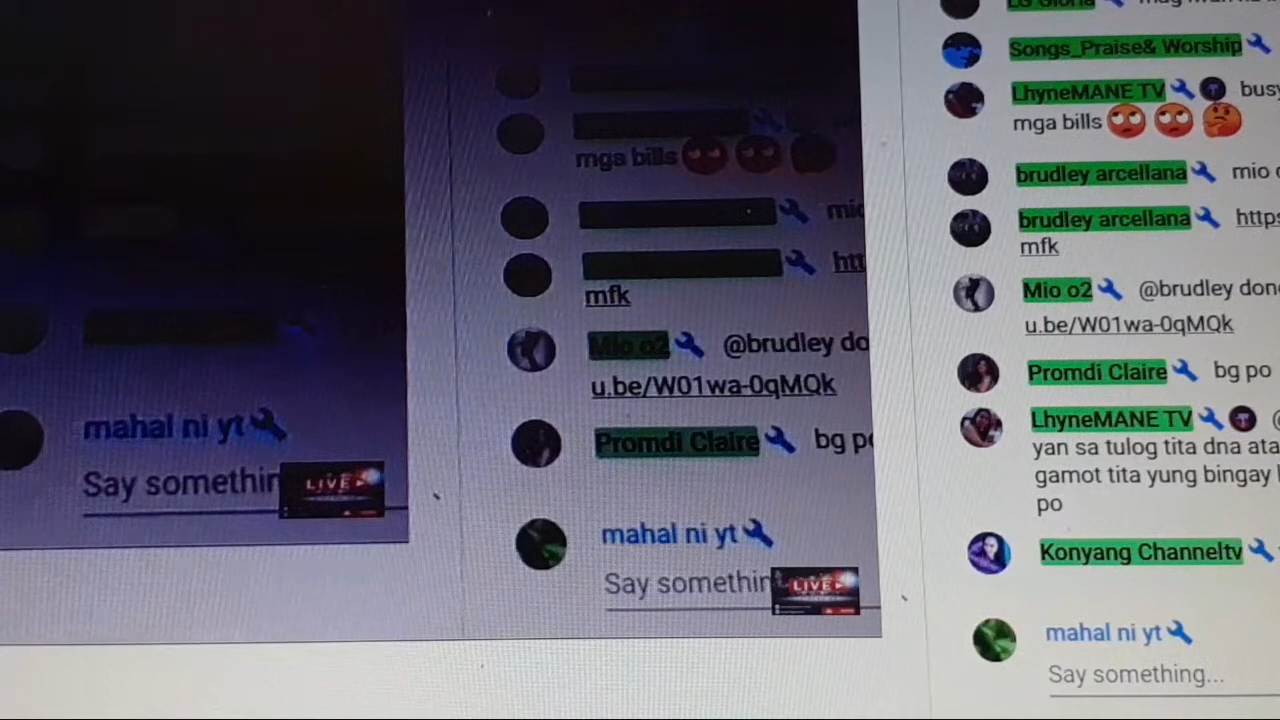 mahal ni yt
Say somethin
LIVE
mga bills
mfk
Mio o2 @brudley do
u.be/W01wa-0qMQk
Promdi Claire bg po
mahal ni yt
Say somethin
LIVE
Songs_Praise& Worship
LhyneMANE TV busy
mga bills
brudley arcellana mio
brudley arcellana https
mfk
Mio o2 @brudley don
u.be/W01wa-0qMQk
Promdi Claire bg po
LhyneMANE TV @
yan sa tulog tita dna ata
gamot tita yung bingay
po
Konyang Channeltv
mahal ni yt
Say something...